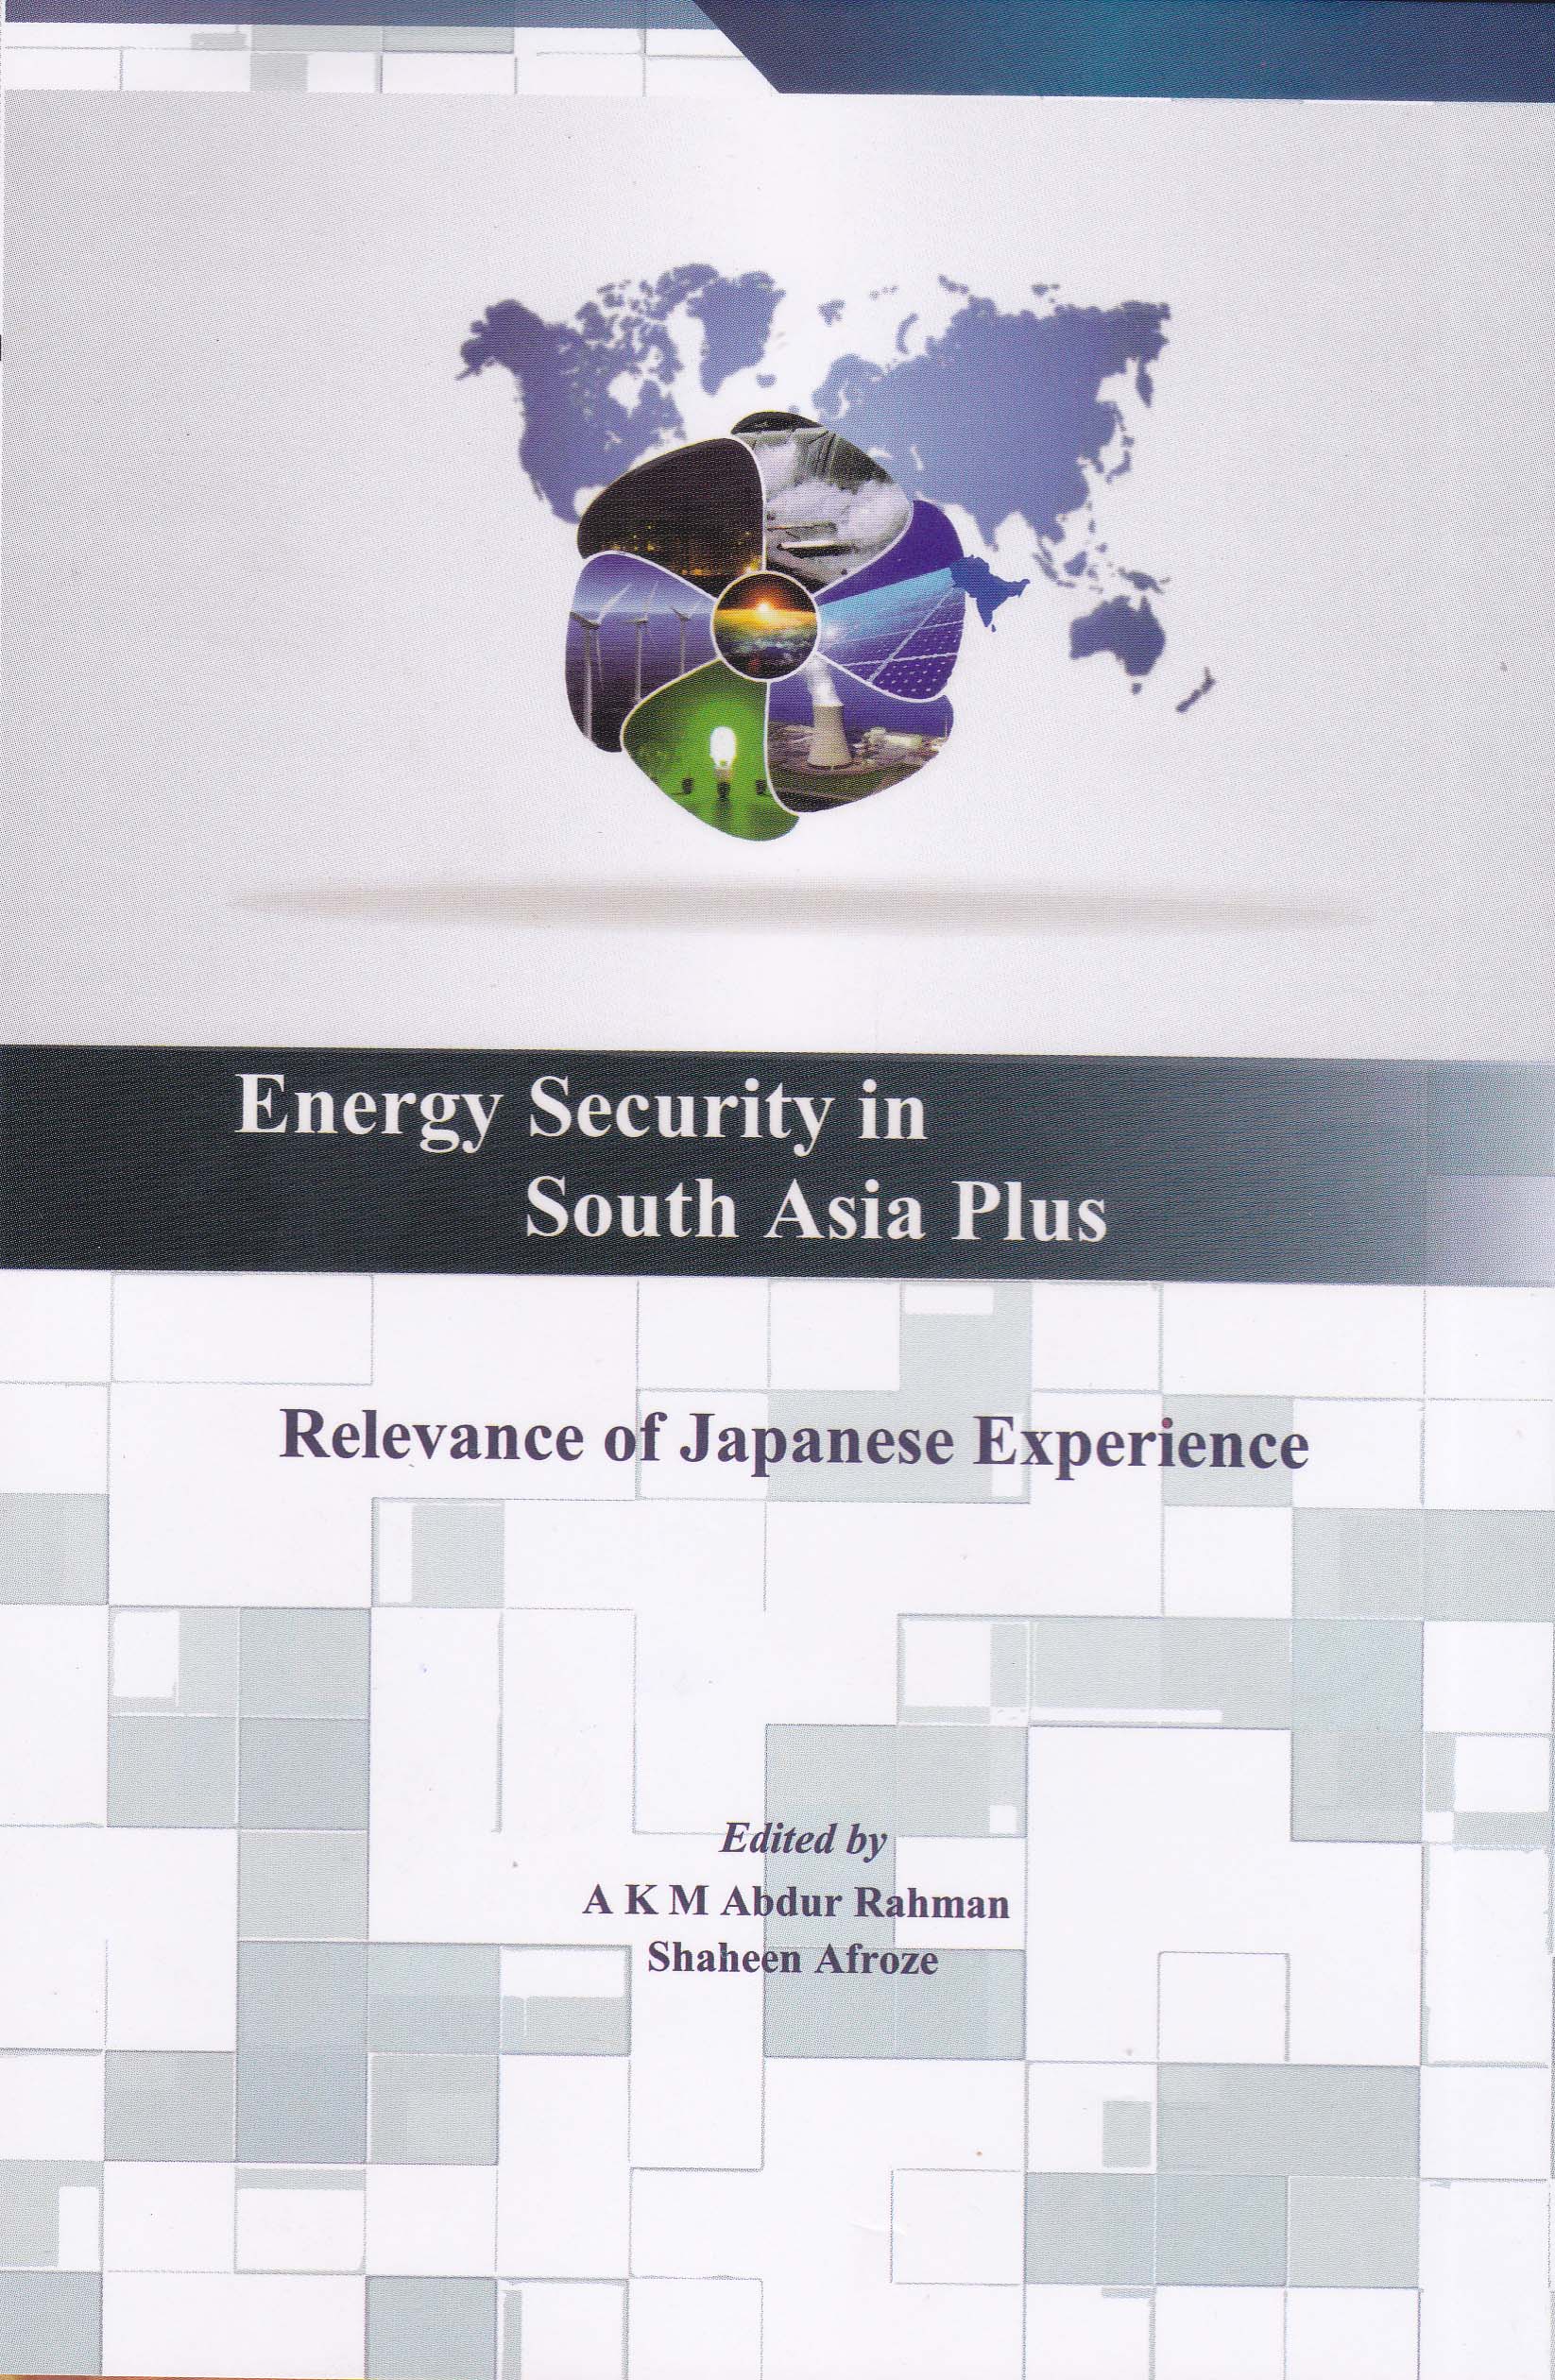 Energy Security in
South Asia Plus
Relevance of Japanese Experience
Edited by
A K M Abdur Rahman
Shaheen Afroze